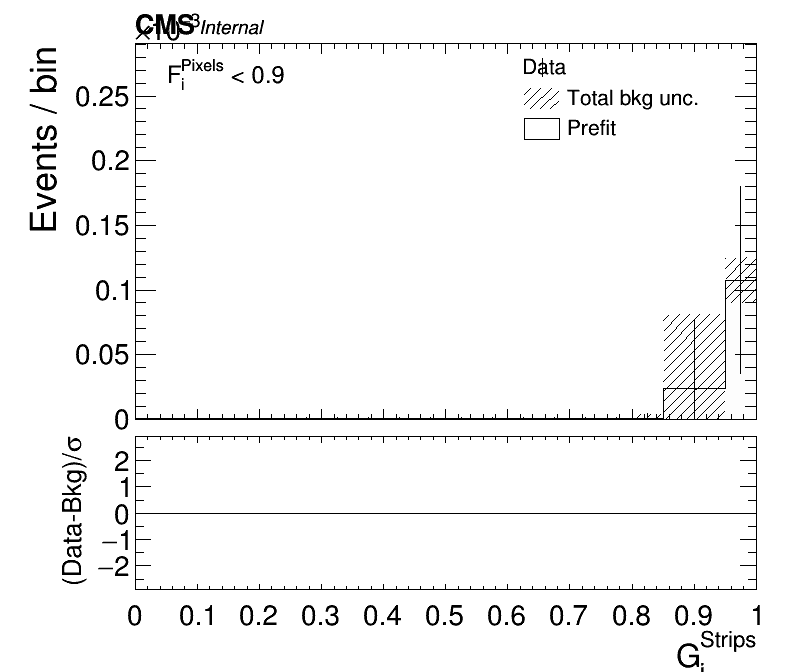 CMS Internal
×10⁻³
F_i^Pixels < 0.9
Data
Total bkg unc.
Prefit
Events / bin
0.25
0.2
0.15
0.1
0.05
0
(Data-Bkg)/σ
2
1
0
−1
−2
0 0.1 0.2 0.3 0.4 0.5 0.6 0.7 0.8 0.9 1
G_i^Strips